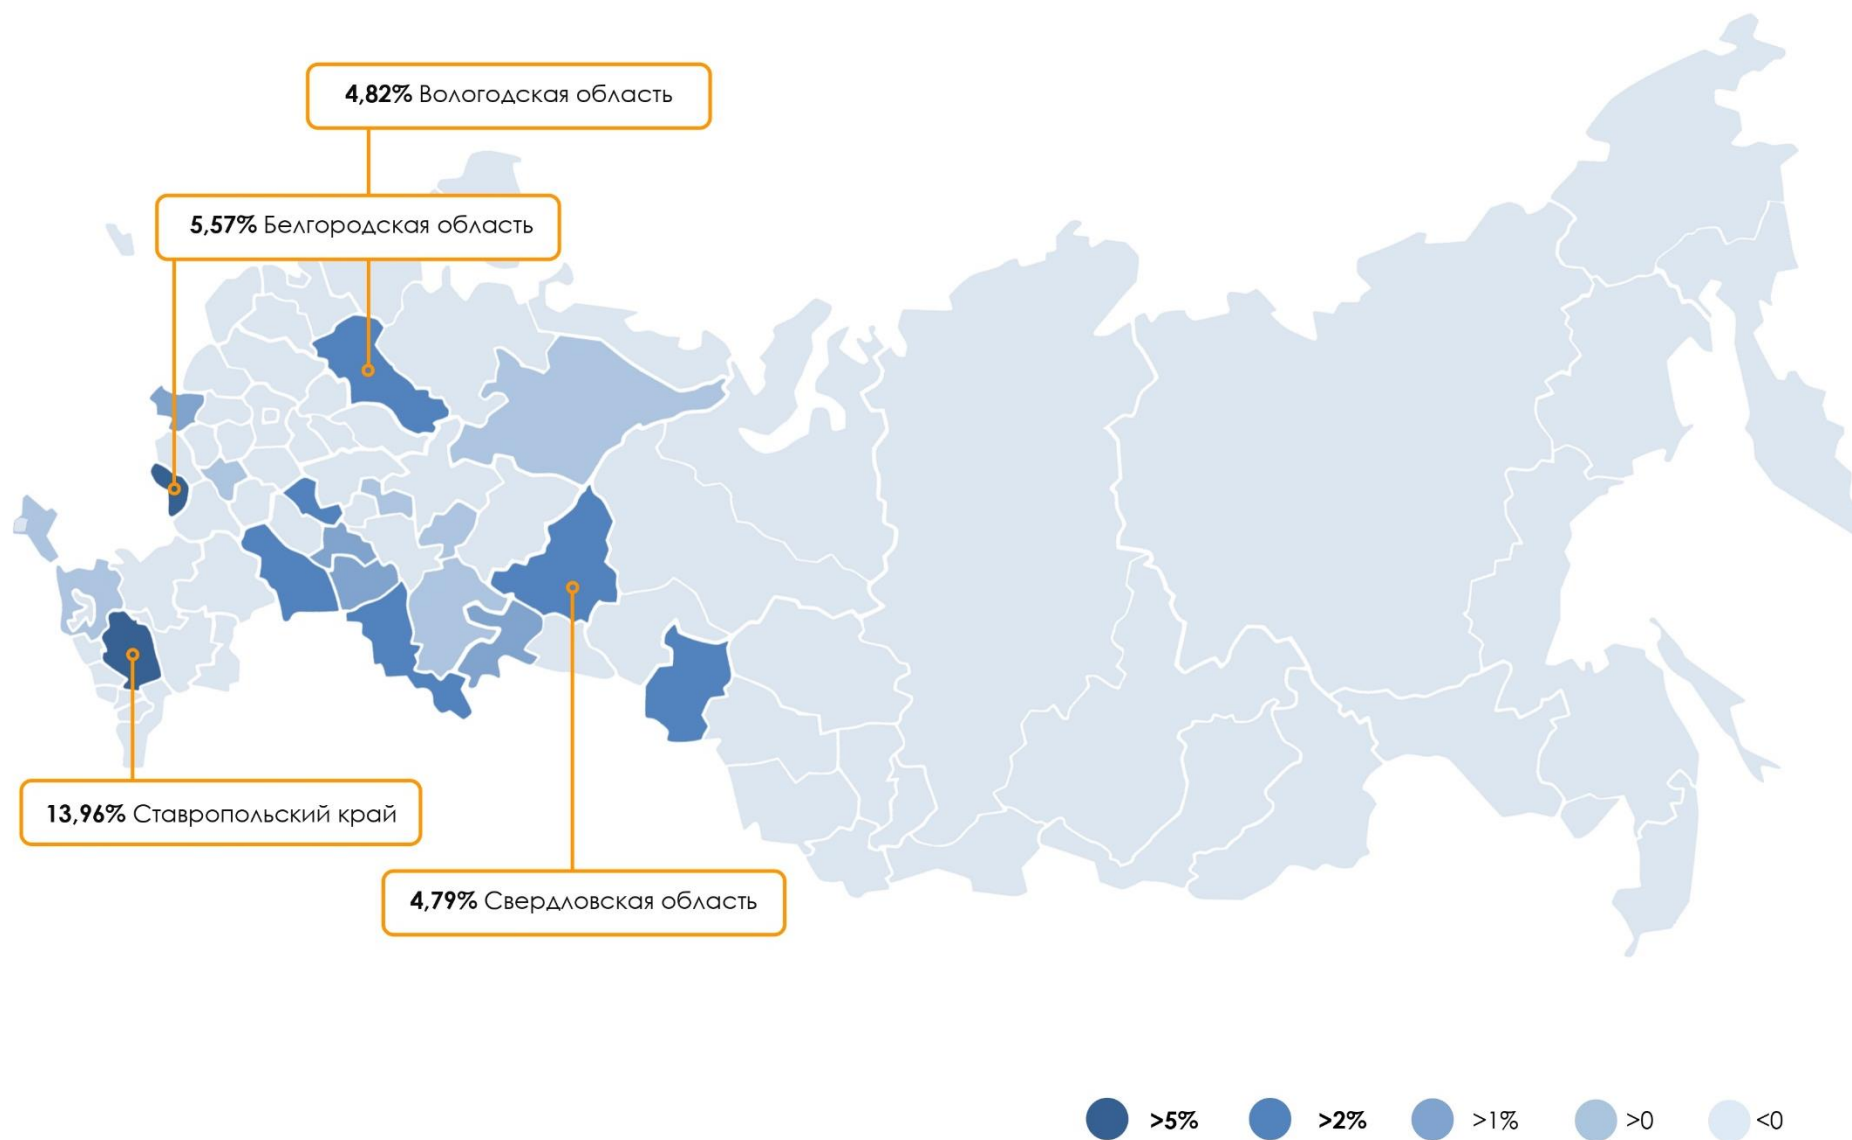 4,82% Вологодская область
5,57% Белгородская область
13,96% Ставропольский край
4,79% Свердловская область
>5% >2% >1% >0 <0